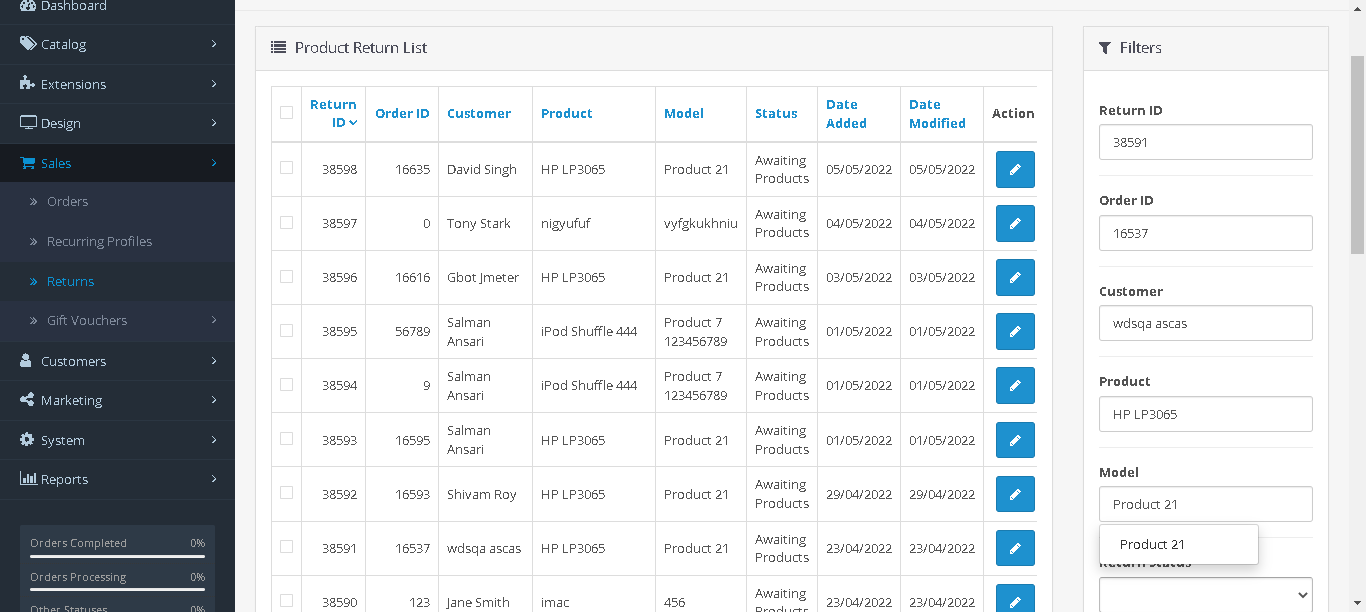 Dashboard
Catalog
Extensions
Design
Sales
Orders
Recurring Profiles
Returns
Gift Vouchers
Customers
Marketing
System
Reports
Orders Completed 0%
Orders Processing 0%
Other Statuses 0%
Product Return List
Return ID Order ID Customer Product Model Status Date Added Date Modified Action
38598 16635 David Singh HP LP3065 Product 21 Awaiting Products 05/05/2022 05/05/2022
38597 0 Tony Stark nigyufuf vyfgkukhniu Awaiting Products 04/05/2022 04/05/2022
38596 16616 Gbot Jmeter HP LP3065 Product 21 Awaiting Products 03/05/2022 03/05/2022
38595 56789 Salman Ansari iPod Shuffle 444 Product 7 123456789 Awaiting Products 01/05/2022 01/05/2022
38594 9 Salman Ansari iPod Shuffle 444 Product 7 123456789 Awaiting Products 01/05/2022 01/05/2022
38593 16595 Salman Ansari HP LP3065 Product 21 Awaiting Products 01/05/2022 01/05/2022
38592 16593 Shivam Roy HP LP3065 Product 21 Awaiting Products 29/04/2022 29/04/2022
38591 16537 wdsqa ascas HP LP3065 Product 21 Awaiting Products 23/04/2022 23/04/2022
38590 123 Jane Smith imac 456 Awaiting Products 23/04/2022 23/04/2022
Filters
Return ID
38591
Order ID
16537
Customer
wdsqa ascas
Product
HP LP3065
Model
Product 21
Product 21
Return Status